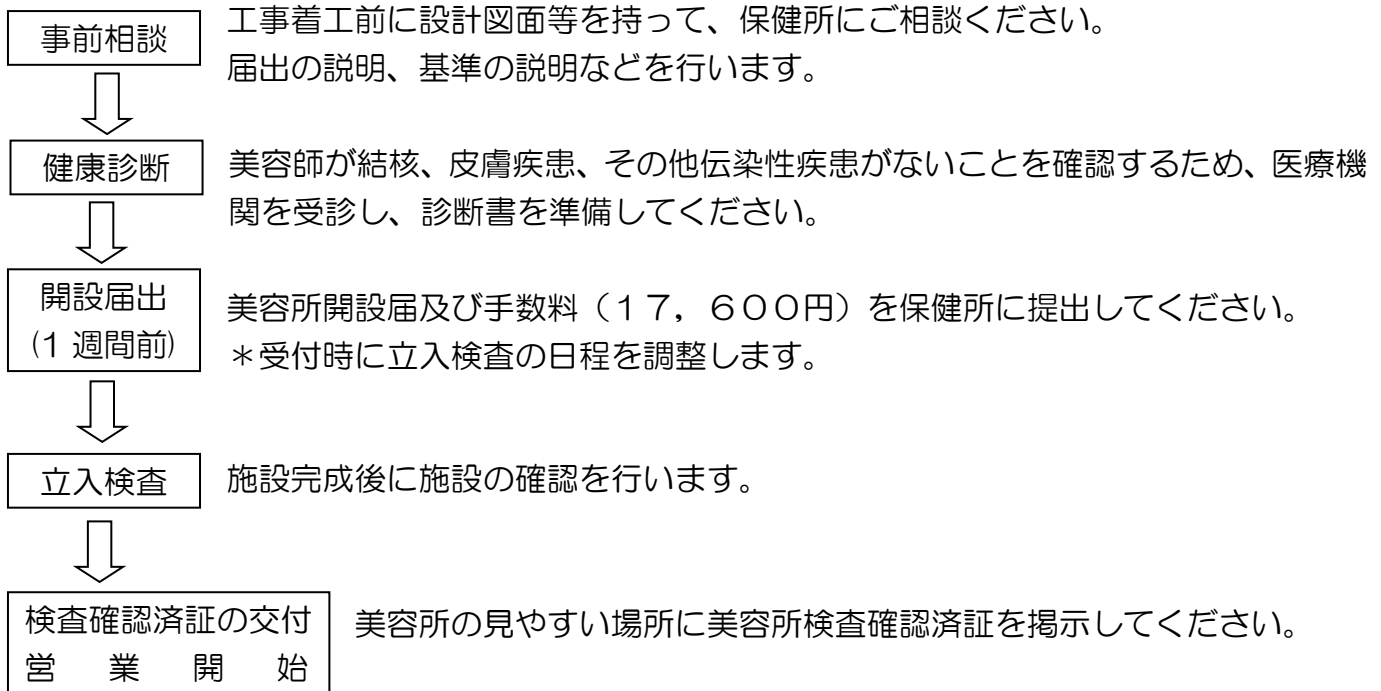 事前相談
工事着工前に設計図面等を持って、保健所にご相談ください。
届出の説明、基準の説明などを行います。
健康診断
美容師が結核、皮膚疾患、その他伝染性疾患がないことを確認するため、医療機
関を受診し、診断書を準備してください。
開設届出
(1 週間前)
美容所開設届及び手数料（１７，６００円）を保健所に提出してください。
＊受付時に立入検査の日程を調整します。
立入検査
施設完成後に施設の確認を行います。
検査確認済証の交付
営　業　開　始
美容所の見やすい場所に美容所検査確認済証を掲示してください。